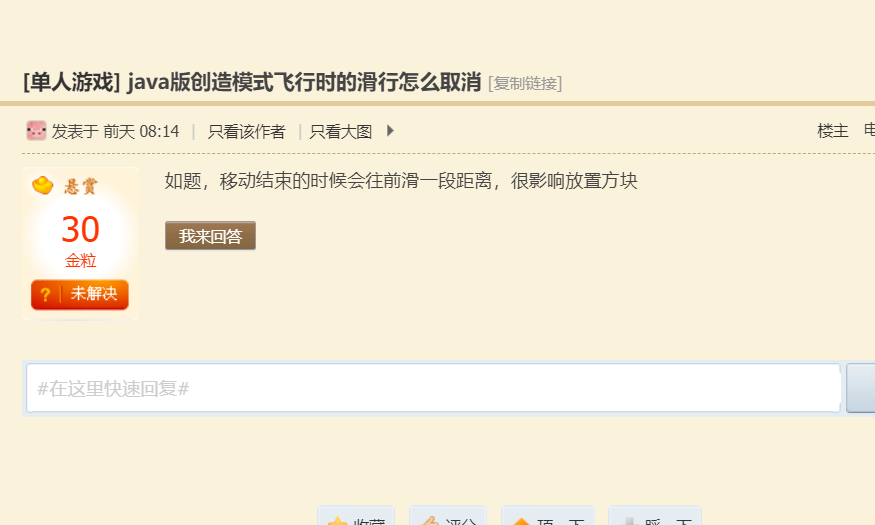 [单人游戏] java版创造模式飞行时的滑行怎么取消 [复制链接]
发表于 前天 08:14 | 只看该作者 | 只看大图 楼主
悬赏
如题，移动结束的时候会往前滑一段距离，很影响放置方块
30
金粒
我来回答
? 未解决
#在这里快速回复#
收藏 评分 顶一下 踩一下